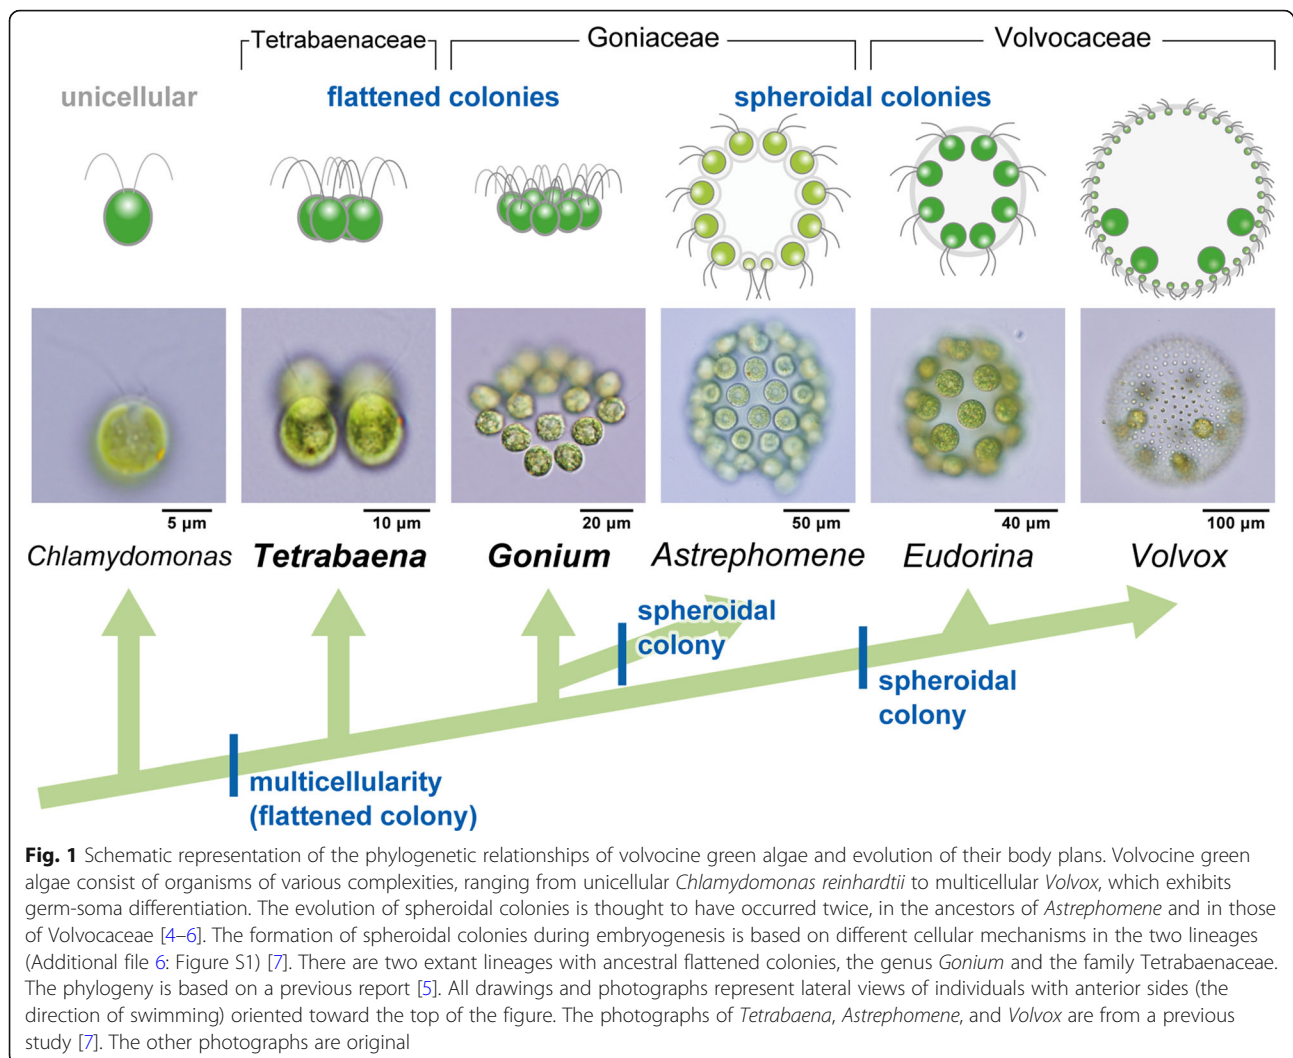 Tetrabaenaceae
Goniaceae
Volvocaceae
unicellular
flattened colonies
spheroidal colonies
5 µm
10 µm
20 µm
50 µm
40 µm
100 µm
Chlamydomonas
Tetrabaena
Gonium
Astrephomene
Eudorina
Volvox
spheroidal
colony
spheroidal
colony
multicellularity
(flattened colony)
Fig. 1 Schematic representation of the phylogenetic relationships of volvocine green algae and evolution of their body plans. Volvocine green
algae consist of organisms of various complexities, ranging from unicellular Chlamydomonas reinhardtii to multicellular Volvox, which exhibits
germ-soma differentiation. The evolution of spheroidal colonies is thought to have occurred twice, in the ancestors of Astrephomene and in those
of Volvocaceae [4–6]. The formation of spheroidal colonies during embryogenesis is based on different cellular mechanisms in the two lineages
(Additional file 6: Figure S1) [7]. There are two extant lineages with ancestral flattened colonies, the genus Gonium and the family Tetrabaenaceae.
The phylogeny is based on a previous report [5]. All drawings and photographs represent lateral views of individuals with anterior sides (the
direction of swimming) oriented toward the top of the figure. The photographs of Tetrabaena, Astrephomene, and Volvox are from a previous
study [7]. The other photographs are original